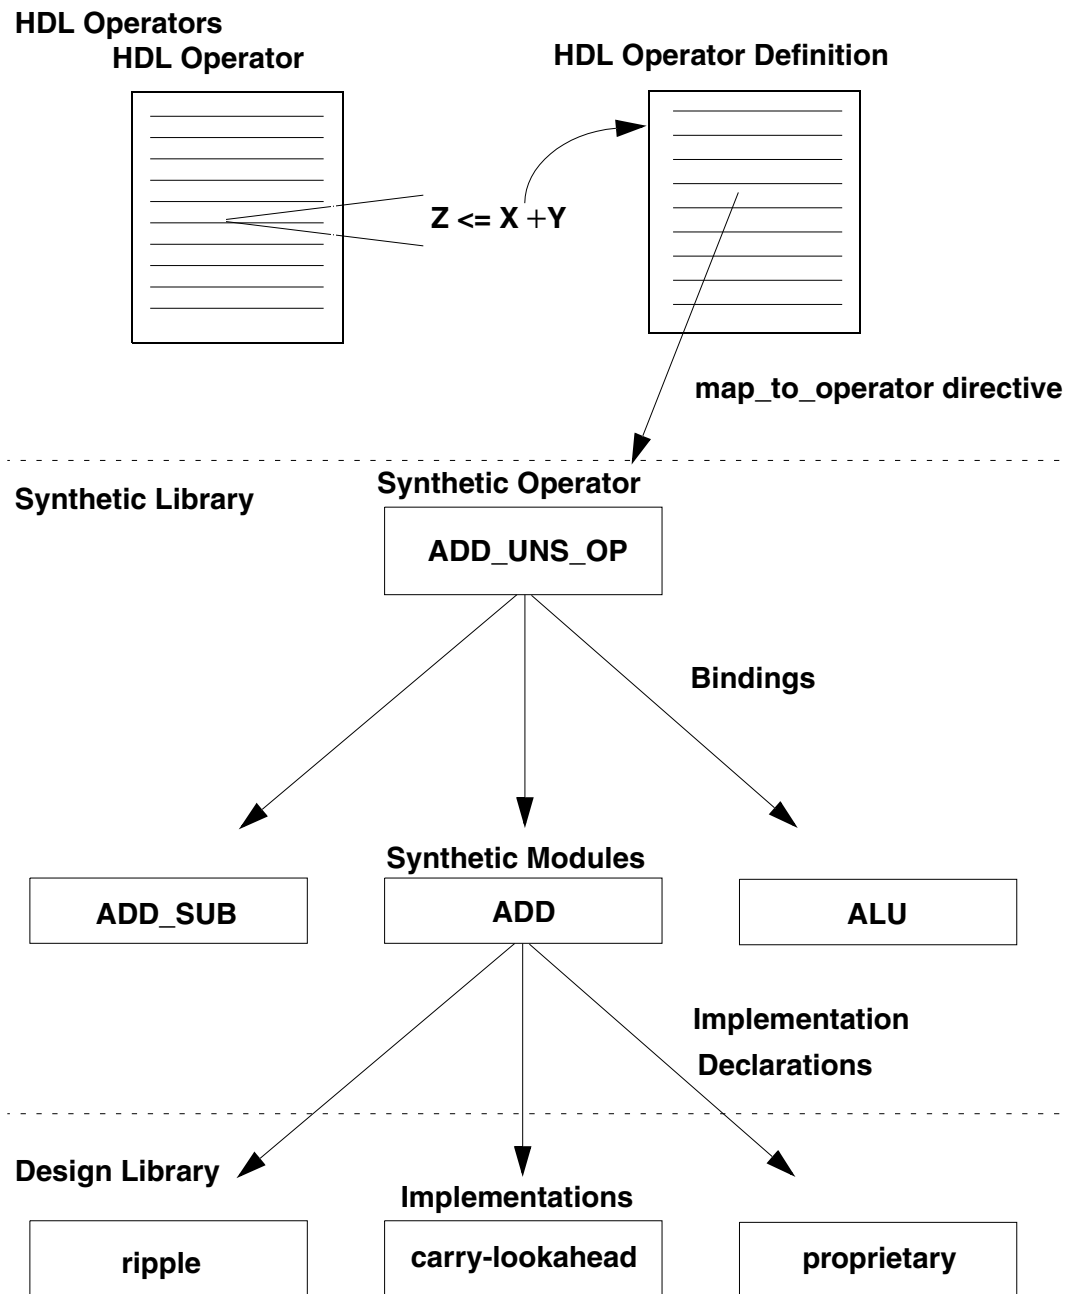 HDL Operators
HDL Operator
HDL Operator Definition
Z <= X +Y
map_to_operator directive
Synthetic Library
Synthetic Operator
ADD_UNS_OP
Bindings
Synthetic Modules
ADD_SUB
ADD
ALU
Implementation
Declarations
Design Library
Implementations
ripple
carry-lookahead
proprietary